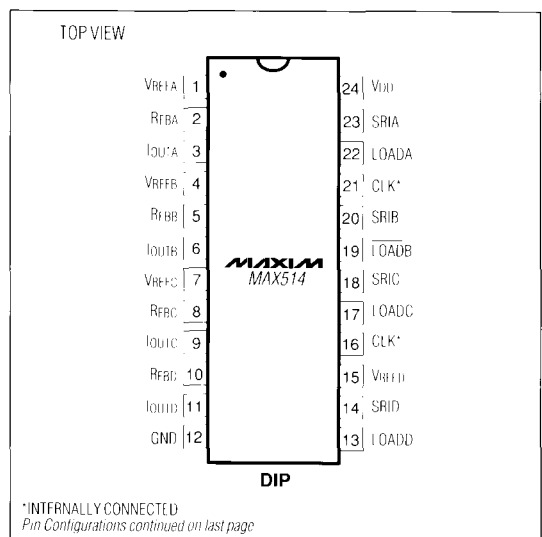 TOP VIEW
VREFA 1
RFBA 2
IOUTA 3
VREFB 4
RFBB 5
IOUTB 6
VREFC 7
RFBC 8
IOUTC 9
RFBD 10
IOUTD 11
GND 12
MAXIM
MAX514
24 VDD
23 SRIA
22 LOADA
21 CLK*
20 SRIB
19 LOADB
18 SRIC
17 LOADC
16 CLK*
15 VREFD
14 SRID
13 LOADD
DIP
*INTERNALLY CONNECTED
Pin Configurations continued on last page